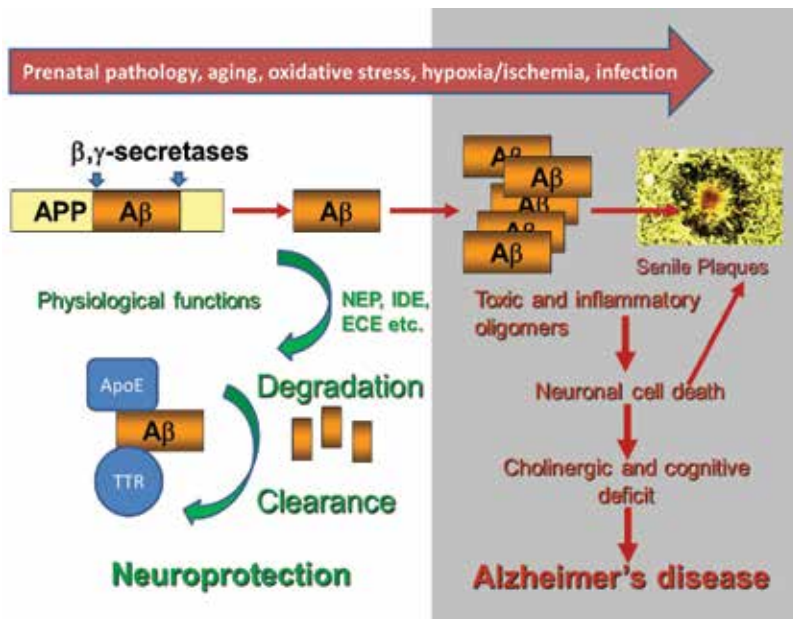 Prenatal pathology, aging, oxidative stress, hypoxia/ischemia, infection
β,γ-secretases
APP
Aβ
Aβ
Aβ
Aβ
Aβ
Aβ
Senile Plaques
Physiological functions
NEP, IDE,
ECE etc.
Toxic and inflammatory
oligomers
ApoE
Aβ
TTR
Degradation
Neuronal cell death
Clearance
Cholinergic and cognitive
deficit
Neuroprotection
Alzheimer's disease